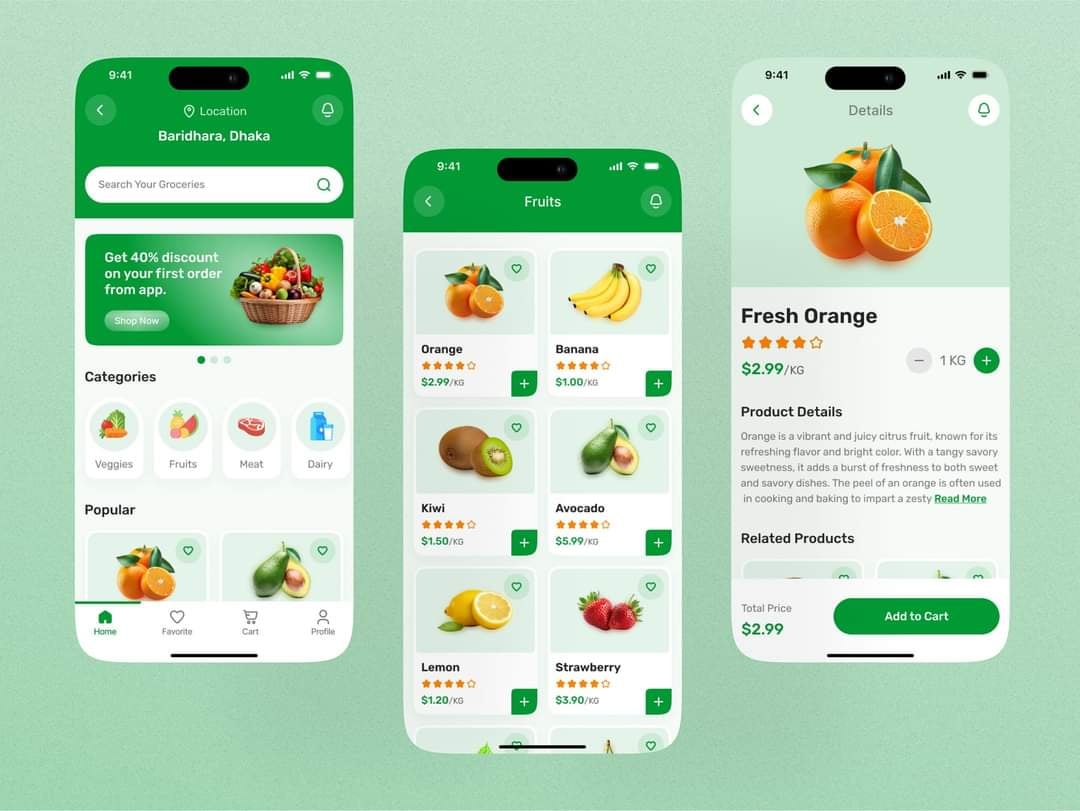 9:41
Location
Baridhara, Dhaka
Search Your Groceries
Get 40% discount
on your first order
from app.
Shop Now
Categories
Veggies Fruits Meat Dairy
Popular
Home Favorite Cart Profile
9:41
Fruits
Orange
$2.99/KG
Banana
$1.00/KG
Kiwi
$1.50/KG
Avocado
$5.99/KG
Lemon
$1.20/KG
Strawberry
$3.90/KG
9:41
Details
Fresh Orange
$2.99/KG
1 KG
Product Details
Orange is a vibrant and juicy citrus fruit, known for its
refreshing flavor and bright color. With a tangy savory
sweetness, it adds a burst of freshness to both sweet
and savory dishes. The peel of an orange is often used
in cooking and baking to impart a zesty Read More
Related Products
Total Price
$2.99
Add to Cart